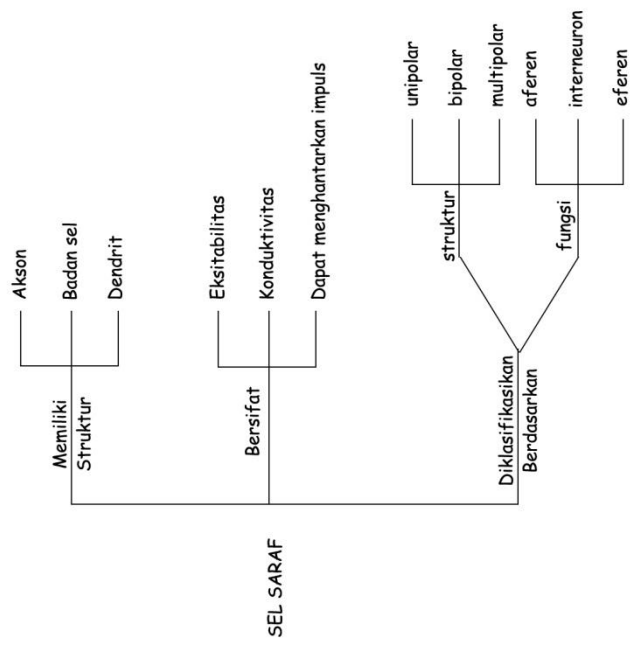 SEL SARAF
Memiliki
Struktur
Akson
Badan sel
Dendrit
Bersifat
Eksitabilitas
Konduktivitas
Dapat menghantarkan impuls
Diklasifikasikan
Berdasarkan
struktur
unipolar
bipolar
multipolar
fungsi
aferen
interneuron
eferen